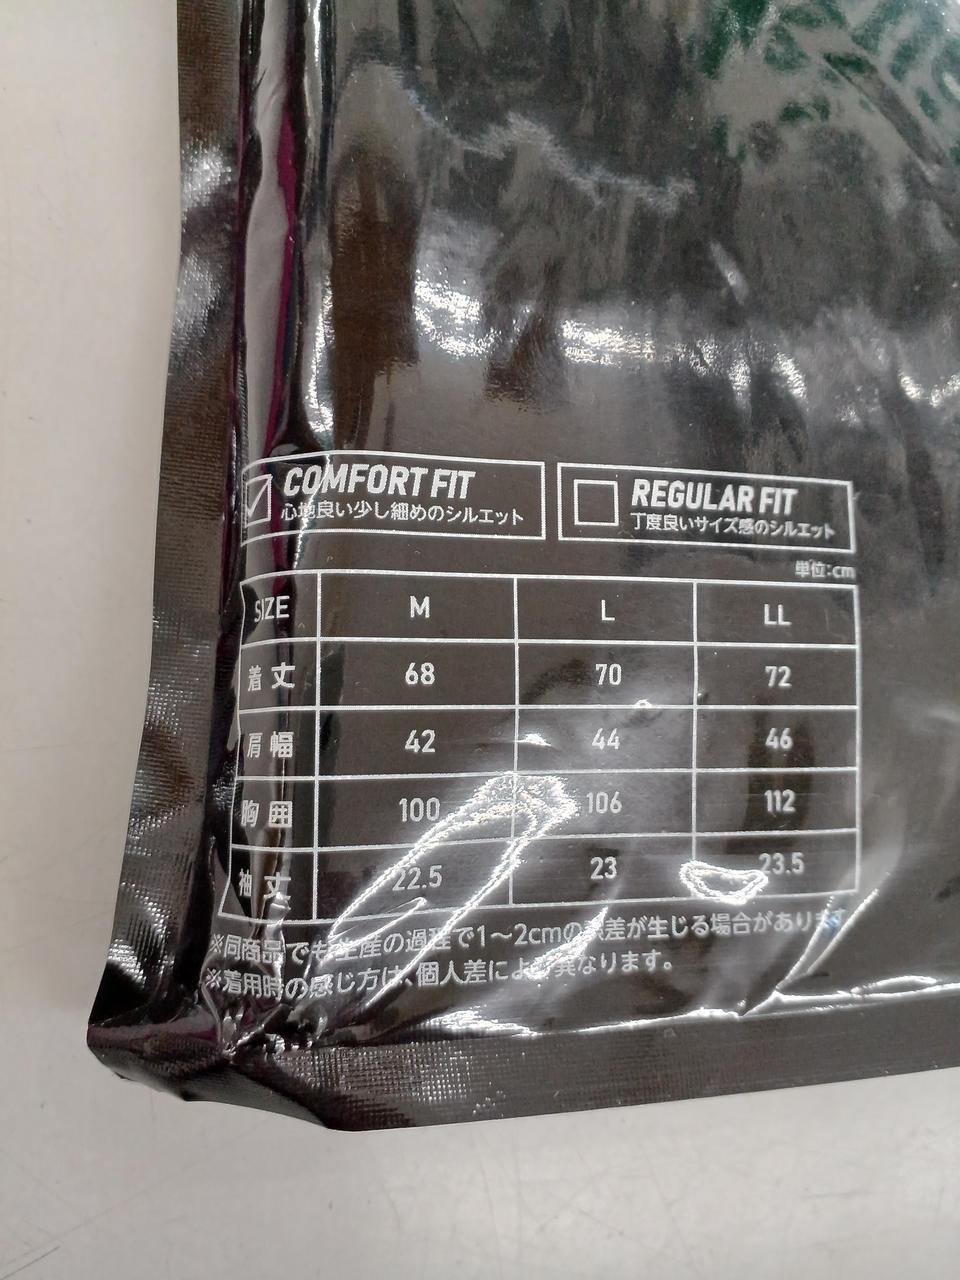 COMFORT FIT
心地良い少し細めのシルエット
REGULAR FIT
丁度良いサイズ感のシルエット
単位:cm
SIZE M L LL
着丈 68 70 72
肩幅 42 44 46
胸囲 100 106 112
袖丈 22.5 23 23.5
※同商品でも生産の過程で1〜2cmの誤差が生じる場合があります
※着用時の感じ方は、個人差により異なります。